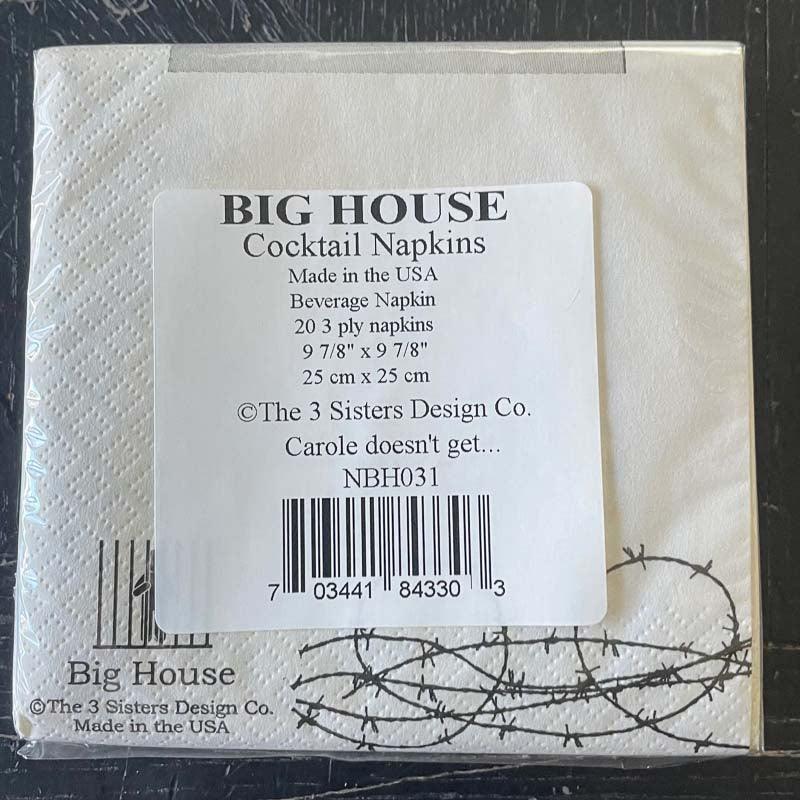 BIG HOUSE
Cocktail Napkins
Made in the USA
Beverage Napkin
20 3 ply napkins
9 7/8" x 9 7/8"
25 cm x 25 cm
©The 3 Sisters Design Co.
Carole doesn't get...
NBH031
7 03441 84330 3
Big House
©The 3 Sisters Design Co.
Made in the USA